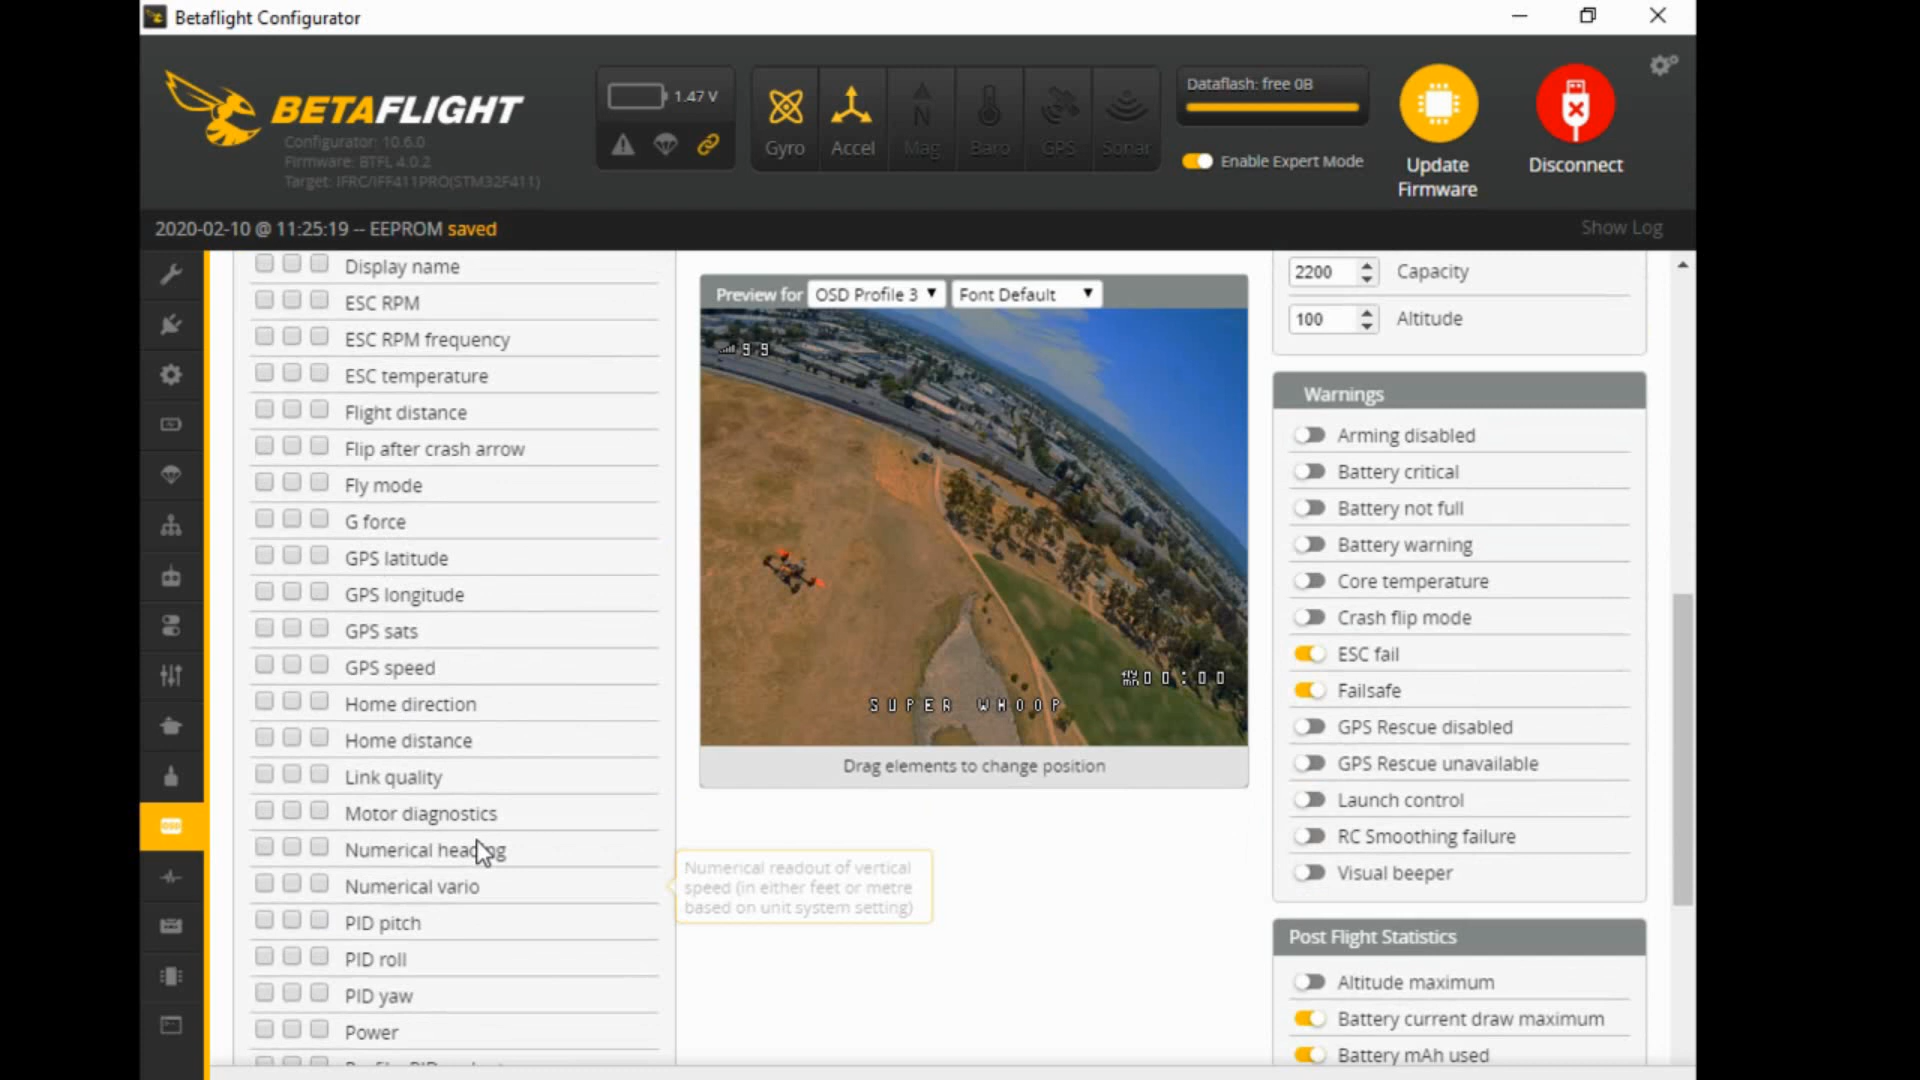 Betaflight Configurator
BETAFLIGHT
Configurator: 10.6.0
Firmware: BTFL 4.0.2
Target: IFRC/IFF411PRO(STM32F411)
1.47 V
Gyro
Accel
Mag
Baro
GPS
Sonar
Dataflash: free 0B
Enable Expert Mode
Update
Firmware
Disconnect
2020-02-10 @ 11:25:19 -- EEPROM saved
Show Log
Display name
ESC RPM
ESC RPM frequency
ESC temperature
Flight distance
Flip after crash arrow
Fly mode
G force
GPS latitude
GPS longitude
GPS sats
GPS speed
Home direction
Home distance
Link quality
Motor diagnostics
Numerical heading
Numerical vario
PID pitch
PID roll
PID yaw
Power
Preview for OSD Profile 3 Font Default
99
FLY
MN 00:00
SUPER WHOOP
Drag elements to change position
Numerical readout of vertical
speed (in either feet or metre
based on unit system setting)
2200 Capacity
100 Altitude
Warnings
Arming disabled
Battery critical
Battery not full
Battery warning
Core temperature
Crash flip mode
ESC fail
Failsafe
GPS Rescue disabled
GPS Rescue unavailable
Launch control
RC Smoothing failure
Visual beeper
Post Flight Statistics
Altitude maximum
Battery current draw maximum
Battery mAh used